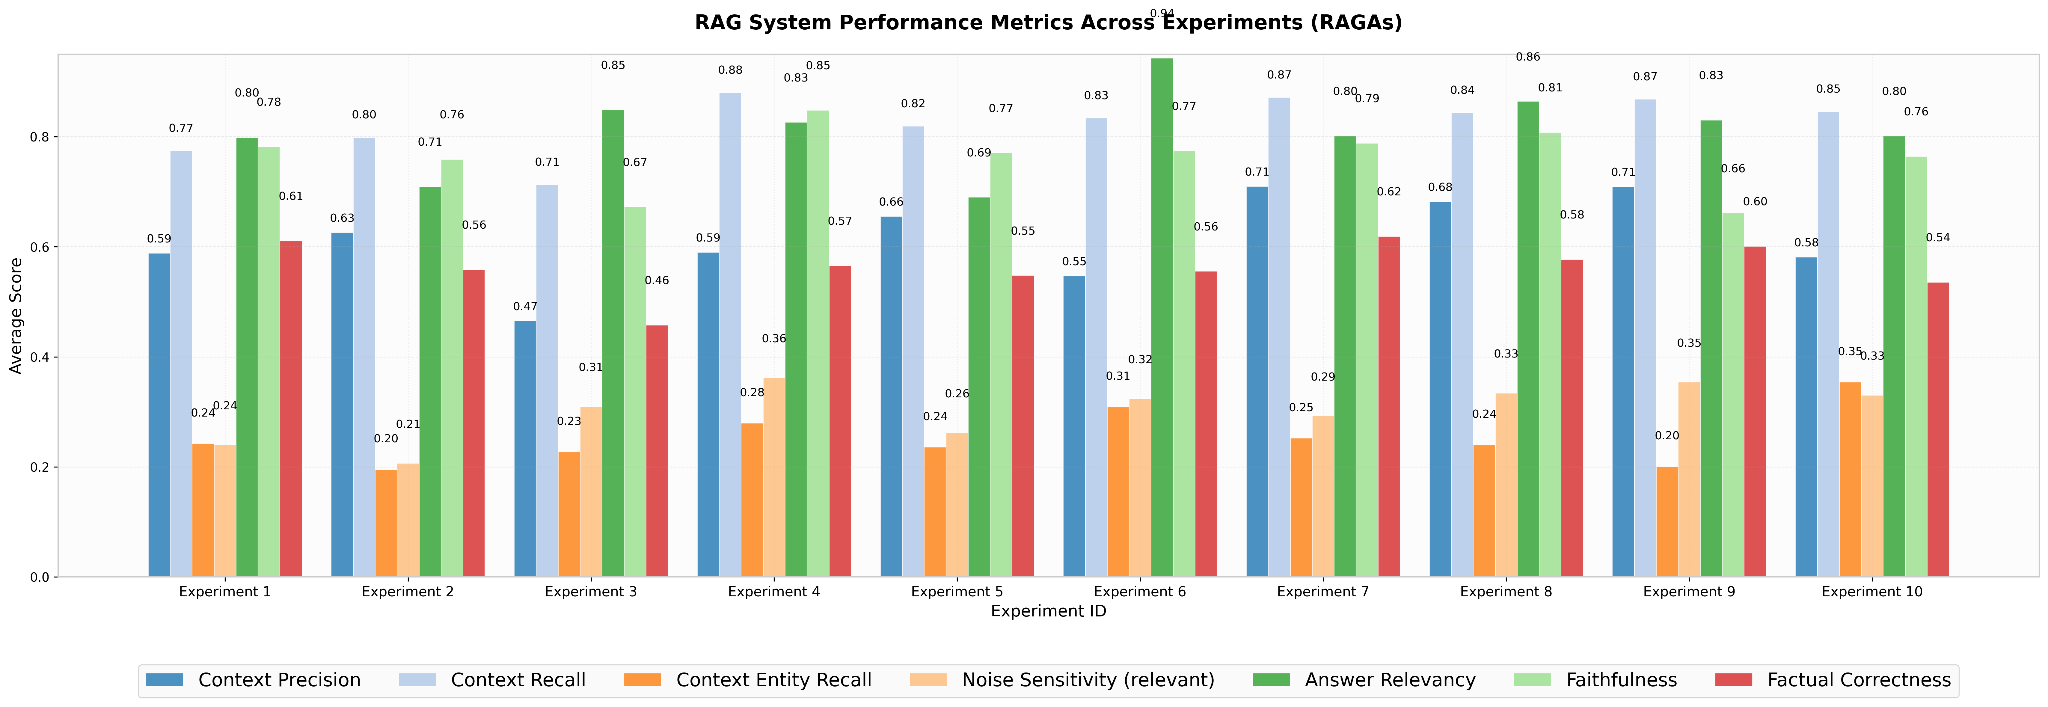 RAG System Performance Metrics Across Experiments (RAGAs)
Average Score
0.8
0.6
0.4
0.2
0.0
0.59 0.77 0.24 0.24 0.80 0.78 0.61
0.63 0.80 0.20 0.21 0.71 0.76 0.56
0.47 0.71 0.23 0.31 0.85 0.67 0.46
0.59 0.88 0.28 0.36 0.83 0.85 0.57
0.66 0.82 0.24 0.26 0.69 0.77 0.55
0.55 0.83 0.31 0.32 0.94 0.77 0.56
0.71 0.87 0.25 0.29 0.80 0.79 0.62
0.68 0.84 0.24 0.33 0.86 0.81 0.58
0.71 0.87 0.20 0.35 0.83 0.66 0.60
0.58 0.85 0.35 0.33 0.80 0.76 0.54
Experiment 1 Experiment 2 Experiment 3 Experiment 4 Experiment 5 Experiment 6 Experiment 7 Experiment 8 Experiment 9 Experiment 10
Experiment ID
Context Precision Context Recall Context Entity Recall Noise Sensitivity (relevant) Answer Relevancy Faithfulness Factual Correctness